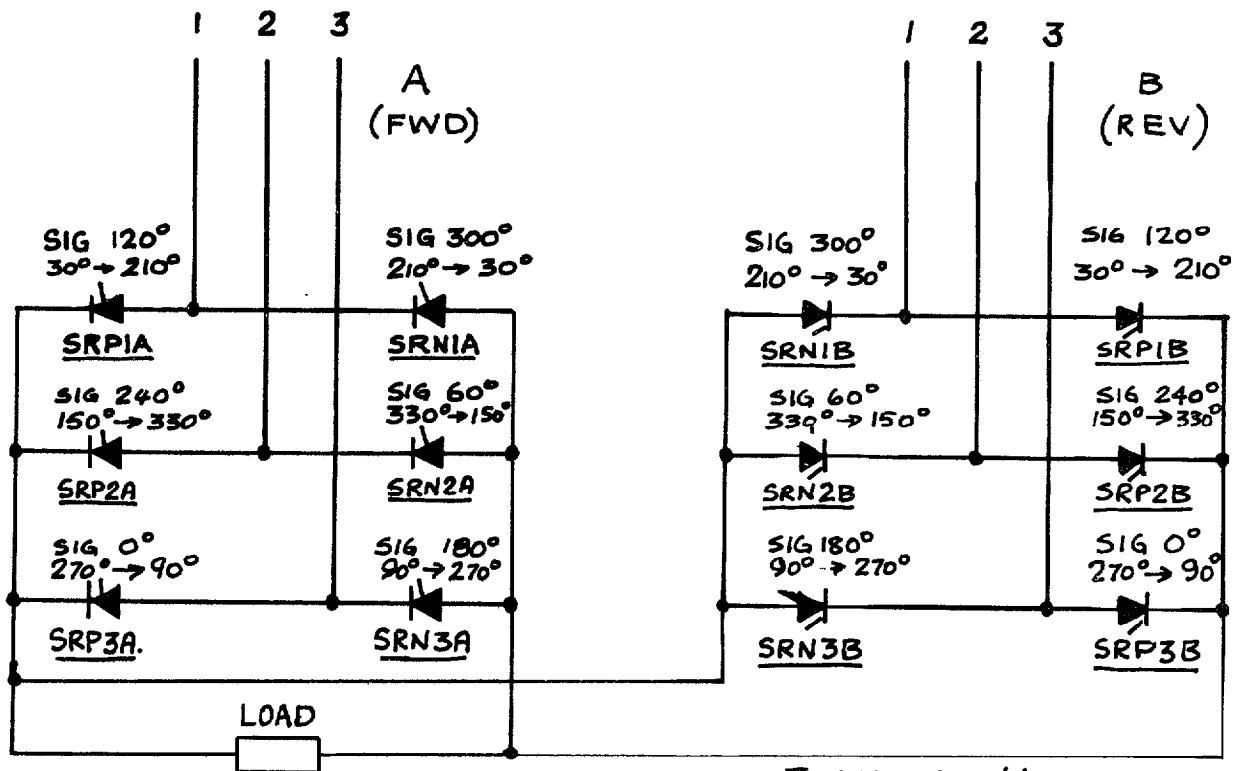 1 2 3
A
(FWD)
SIG 120°
30° → 210°
SRP1A
SIG 300°
210° → 30°
SRN1A
SIG 240°
150° → 330°
SRP2A
SIG 60°
330° → 150°
SRN2A
SIG 0°
270° → 90°
SRP3A.
SIG 180°
90° → 270°
SRN3A
LOAD
1 2 3
B
(REV)
SIG 300°
210° → 30°
SRN1B
SIG 120°
30° → 210°
SRP1B
SIG 60°
330° → 150°
SRN2B
SIG 240°
150° → 330°
SRP2B
SIG 180°
90° → 270°
SRN3B
SIG 0°
270° → 90°
SRP3B